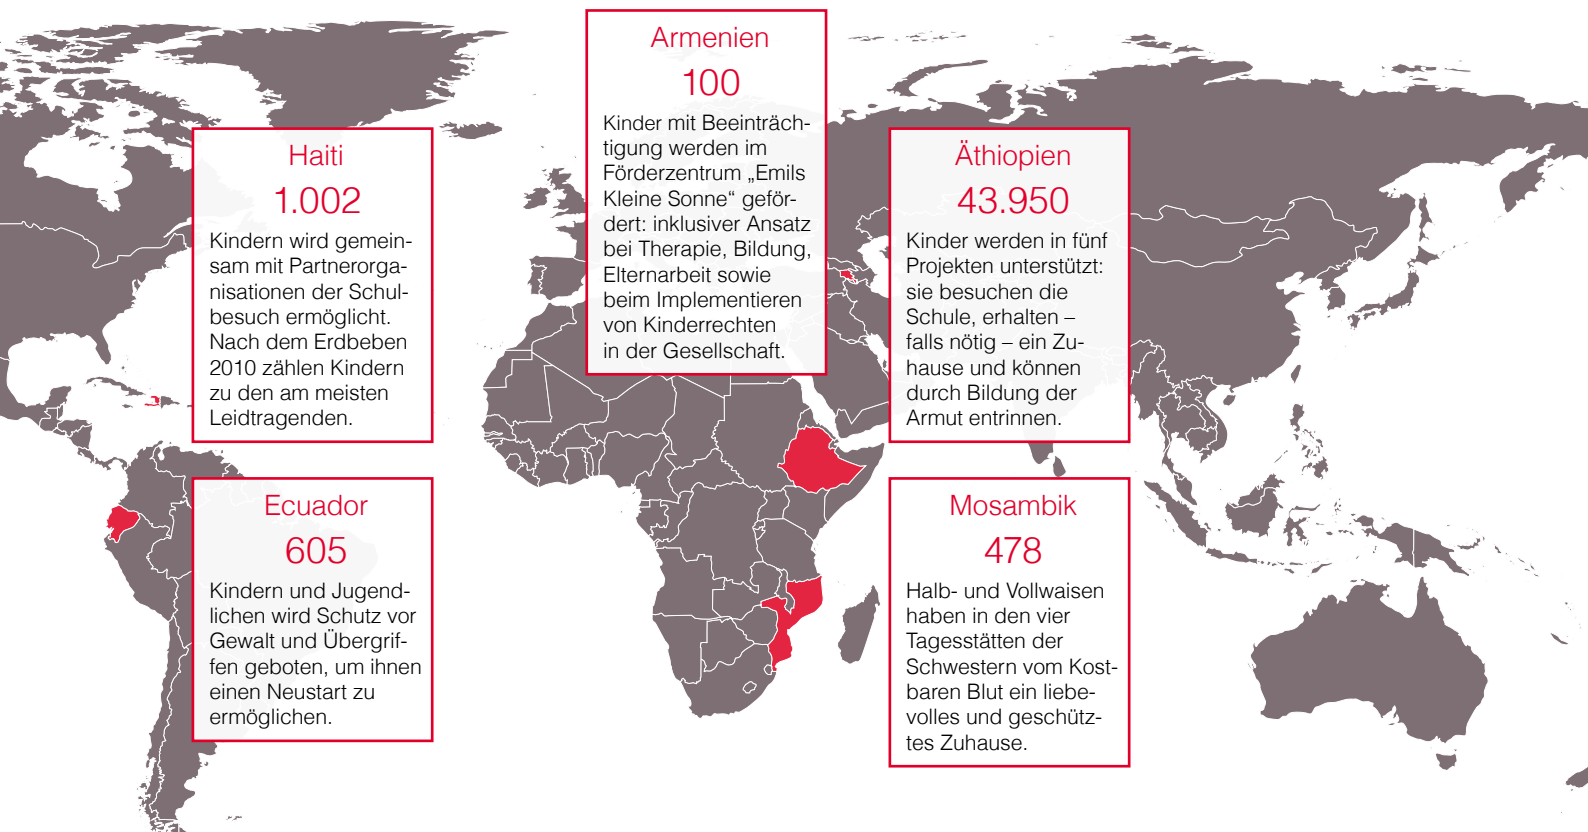 Armenien
100
Kinder mit Beeinträch-
tigung werden im
Förderzentrum „Emils
Kleine Sonne“ geför-
dert: inklusiver Ansatz
bei Therapie, Bildung,
Elternarbeit sowie
beim Implementieren
von Kinderrechten
in der Gesellschaft.
Haiti
1.002
Kindern wird gemein-
sam mit Partnerorga-
nisationen der Schul-
besuch ermöglicht.
Nach dem Erdbeben
2010 zählen Kindern
zu den am meisten
Leidtragenden.
Äthiopien
43.950
Kinder werden in fünf
Projekten unterstützt:
sie besuchen die
Schule, erhalten –
falls nötig – ein Zu-
hause und können
durch Bildung der
Armut entrinnen.
Ecuador
605
Kindern und Jugend-
lichen wird Schutz vor
Gewalt und Übergrif-
fen geboten, um ihnen
einen Neustart zu
ermöglichen.
Mosambik
478
Halb- und Vollwaisen
haben in den vier
Tagesstätten der
Schwestern vom Kost-
baren Blut ein liebe-
volles und geschütz-
tes Zuhause.